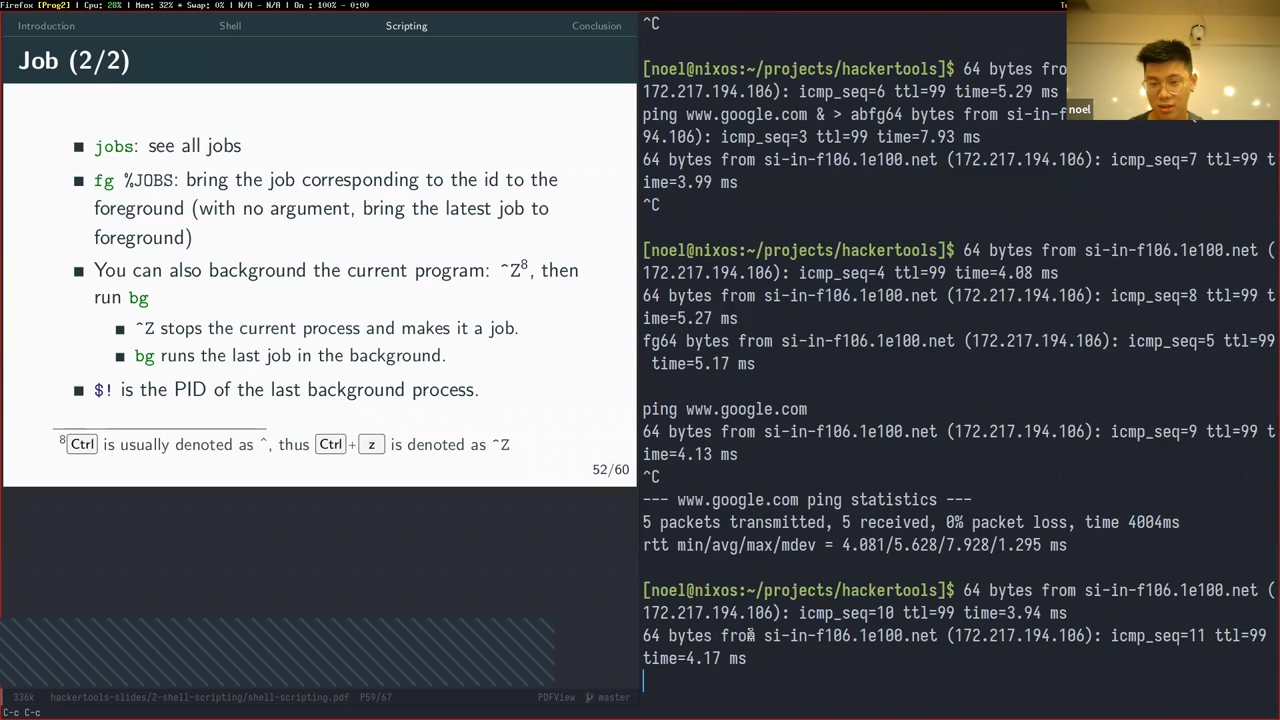 Firefox [Prog2] | Cpu: 28% | Mem: 32% * Swap: 0% | N/A - N/A | On : 100% - 0:00
Introduction Shell Scripting Conclusion
Job (2/2)
■ jobs: see all jobs
■ fg %JOBS: bring the job corresponding to the id to the
foreground (with no argument, bring the latest job to
foreground)
■ You can also background the current program: ^Z⁸, then
run bg
■ ^Z stops the current process and makes it a job.
■ bg runs the last job in the background.
■ $! is the PID of the last background process.
⁸Ctrl is usually denoted as ^, thus Ctrl+z is denoted as ^Z
52/60
336k hackertools-slides/2-shell-scripting/shell-scripting.pdf P59/67 PDFView master
C-c C-c
^C
[noel@nixos:~/projects/hackertools]$ 64 bytes fro
172.217.194.106): icmp_seq=6 ttl=99 time=5.29 ms
ping www.google.com & > abfg64 bytes from si-in-f
94.106): icmp_seq=3 ttl=99 time=7.93 ms
64 bytes from si-in-f106.1e100.net (172.217.194.106): icmp_seq=7 ttl=99 t
ime=3.99 ms
^C
[noel@nixos:~/projects/hackertools]$ 64 bytes from si-in-f106.1e100.net (
172.217.194.106): icmp_seq=4 ttl=99 time=4.08 ms
64 bytes from si-in-f106.1e100.net (172.217.194.106): icmp_seq=8 ttl=99 t
ime=5.27 ms
fg64 bytes from si-in-f106.1e100.net (172.217.194.106): icmp_seq=5 ttl=99
time=5.17 ms
ping www.google.com
64 bytes from si-in-f106.1e100.net (172.217.194.106): icmp_seq=9 ttl=99 t
ime=4.13 ms
^C
--- www.google.com ping statistics ---
5 packets transmitted, 5 received, 0% packet loss, time 4004ms
rtt min/avg/max/mdev = 4.081/5.628/7.928/1.295 ms
[noel@nixos:~/projects/hackertools]$ 64 bytes from si-in-f106.1e100.net (
172.217.194.106): icmp_seq=10 ttl=99 time=3.94 ms
64 bytes from si-in-f106.1e100.net (172.217.194.106): icmp_seq=11 ttl=99
time=4.17 ms
noel